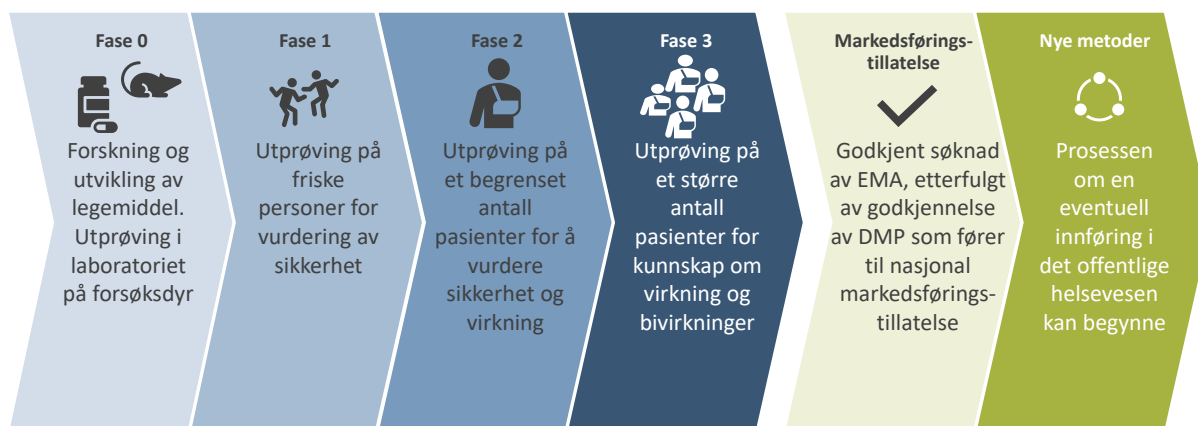 Fase 0
Forskning og
utvikling av
legemiddel.
Utprøving i
laboratoriet
på forsøksdyr
Fase 1
Utprøving på
friske
personer for
vurdering av
sikkerhet
Fase 2
Utprøving på
et begrenset
antall
pasienter for å
vurdere
sikkerhet og
virkning
Fase 3
Utprøving på
et større
antall
pasienter for
kunnskap om
virkning og
bivirkninger
Markedsførings-
tillatelse
Godkjent søknad
av EMA, etterfulgt
av godkjennelse
av DMP som fører
til nasjonal
markedsførings-
tillatelse
Nye metoder
Prosessen
om en
eventuell
innføring i
det offentlige
helsevesen
kan begynne